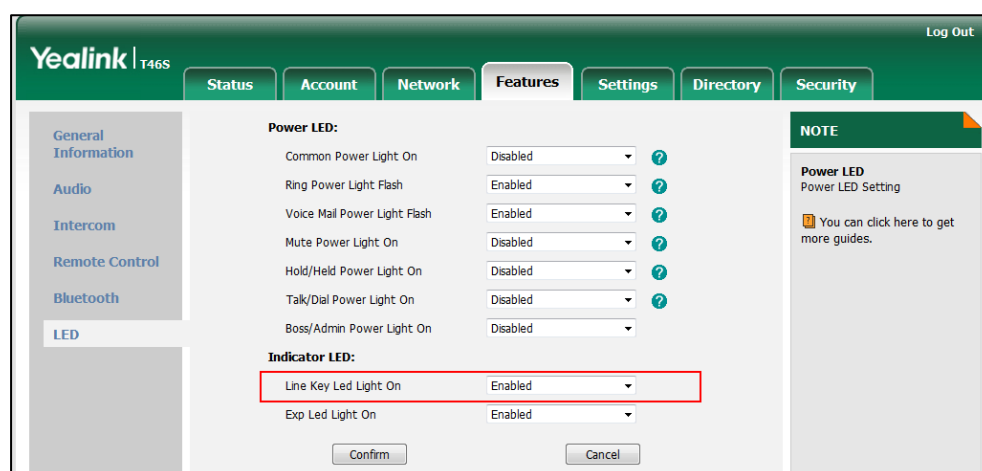 Log Out
Yealink | T46S
Status Account Network Features Settings Directory Security
General
Information
Audio
Intercom
Remote Control
Bluetooth
LED
Power LED:
Common Power Light On Disabled ?
Ring Power Light Flash Enabled ?
Voice Mail Power Light Flash Enabled ?
Mute Power Light On Disabled ?
Hold/Held Power Light On Disabled ?
Talk/Dial Power Light On Disabled ?
Boss/Admin Power Light On Disabled
Indicator LED:
Line Key Led Light On Enabled
Exp Led Light On Enabled
Confirm Cancel
NOTE
Power LED
Power LED Setting
? You can click here to get
more guides.